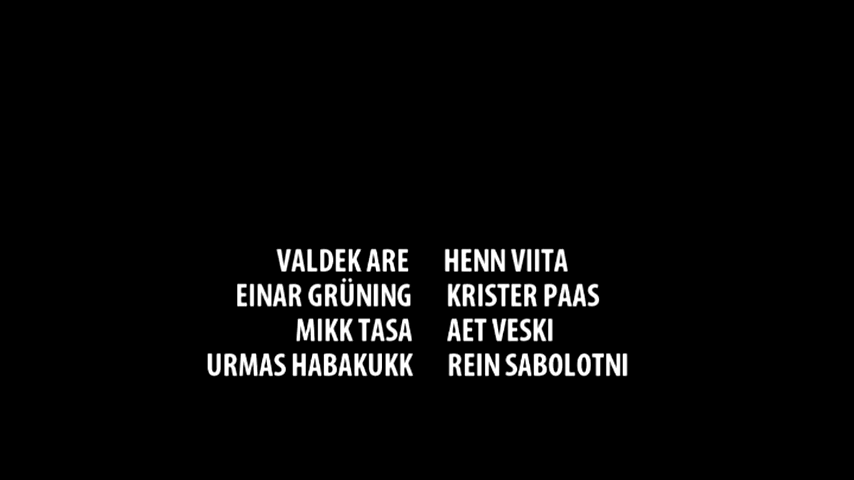 VALDEK ARE HENN VIITA
EINAR GRÜNING KRISTER PAAS
MIKK TASA AET VESKI
URMAS HABAKUKK REIN SABOLOTNI